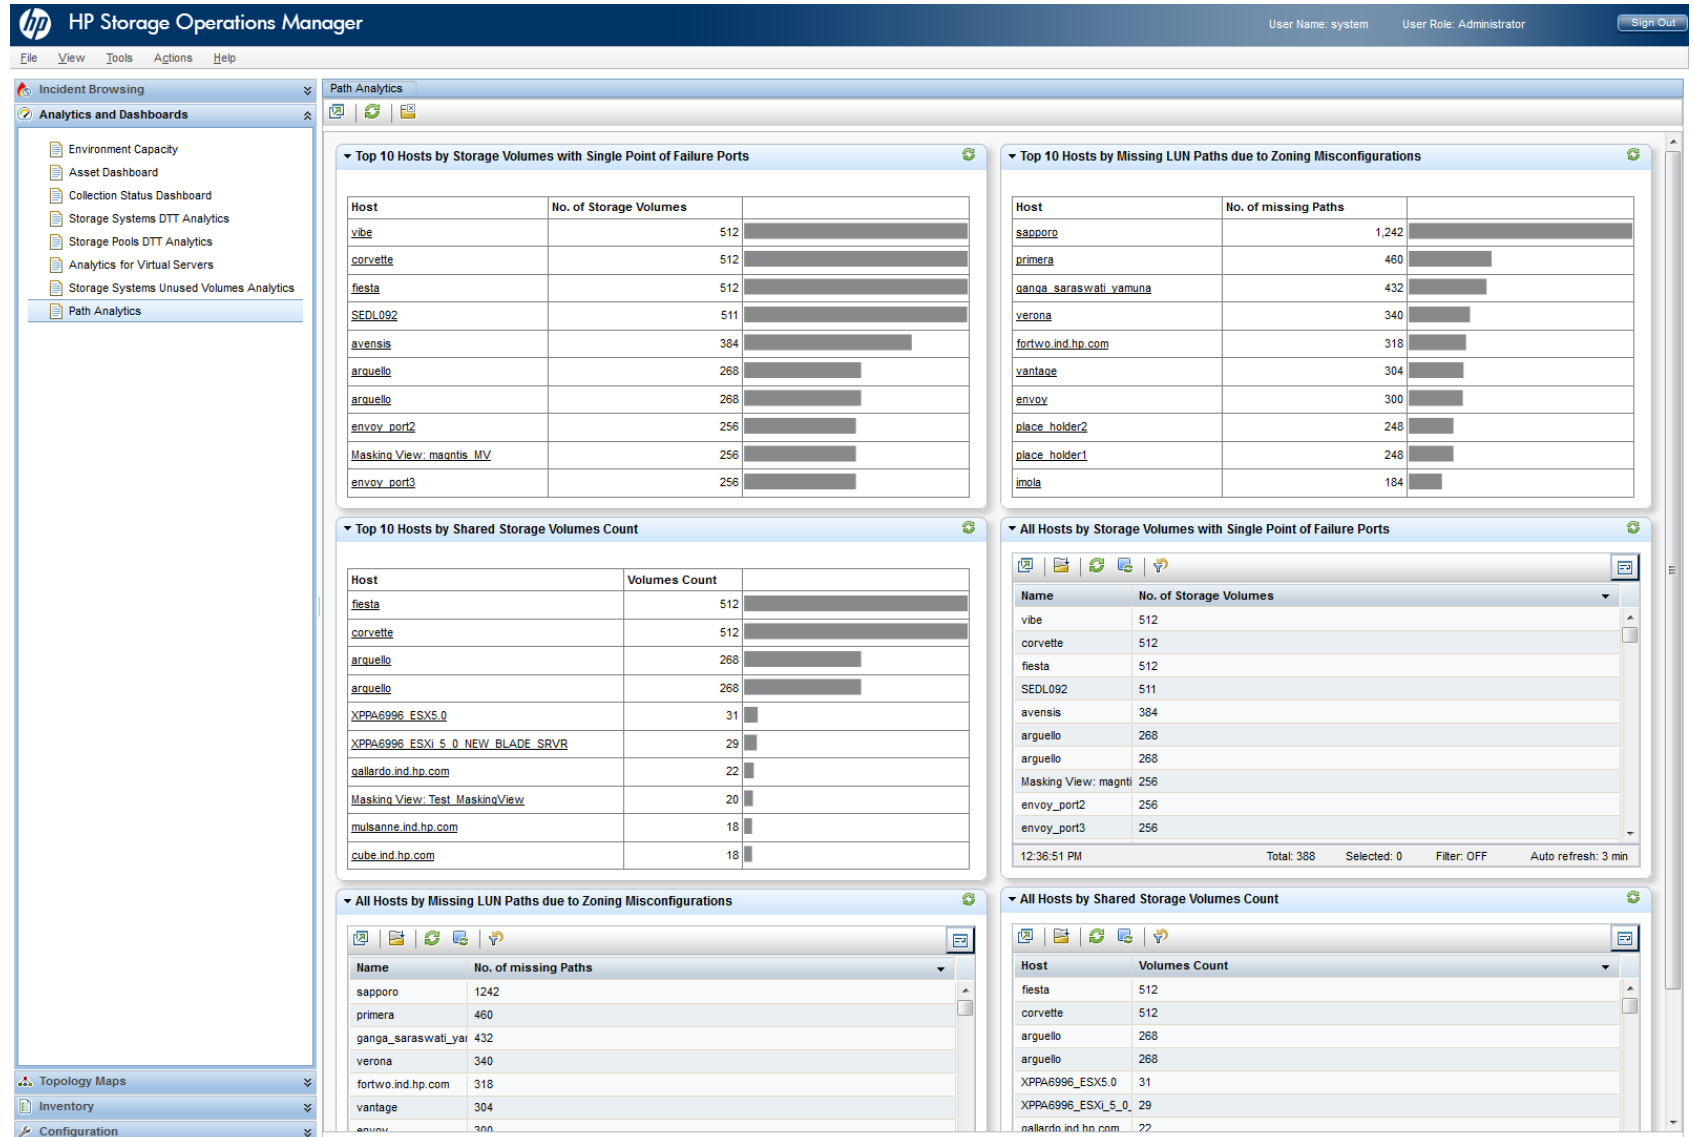 hp HP Storage Operations Manager
User Name: system User Role: Administrator Sign Out
File View Tools Actions Help
Incident Browsing
Analytics and Dashboards
Environment Capacity
Asset Dashboard
Collection Status Dashboard
Storage Systems DTT Analytics
Storage Pools DTT Analytics
Analytics for Virtual Servers
Storage Systems Unused Volumes Analytics
Path Analytics
Topology Maps
Inventory
Configuration
Path Analytics
Top 10 Hosts by Storage Volumes with Single Point of Failure Ports
Host No. of Storage Volumes
vibe 512
corvette 512
fiesta 512
SEDL092 511
avensis 384
arguello 268
arguello 268
envoy_port2 256
Masking View: magntis_MV 256
envoy_port3 256
Top 10 Hosts by Missing LUN Paths due to Zoning Misconfigurations
Host No. of missing Paths
sapporo 1,242
primera 460
ganga_saraswati_yamuna 432
verona 340
fortwo.ind.hp.com 318
vantage 304
envoy 300
place_holder2 248
place_holder1 248
imola 184
Top 10 Hosts by Shared Storage Volumes Count
Host Volumes Count
fiesta 512
corvette 512
arguello 268
arguello 268
XPPA6996_ESX5.0 31
XPPA6996_ESXi_5_0_NEW_BLADE_SRVR 29
gallardo.ind.hp.com 22
Masking View: Test_MaskingView 20
mulsanne.ind.hp.com 18
cube.ind.hp.com 18
All Hosts by Storage Volumes with Single Point of Failure Ports
Name No. of Storage Volumes
vibe 512
corvette 512
fiesta 512
SEDL092 511
avensis 384
arguello 268
arguello 268
Masking View: magnti 256
envoy_port2 256
envoy_port3 256
12:36:51 PM Total: 388 Selected: 0 Filter: OFF Auto refresh: 3 min
All Hosts by Missing LUN Paths due to Zoning Misconfigurations
Name No. of missing Paths
sapporo 1242
primera 460
ganga_saraswati_yar 432
verona 340
fortwo.ind.hp.com 318
vantage 304
envoy 300
All Hosts by Shared Storage Volumes Count
Host Volumes Count
fiesta 512
corvette 512
arguello 268
arguello 268
XPPA6996_ESX5.0 31
XPPA6996_ESXi_5_0_ 29
gallardo.ind.hp.com 22